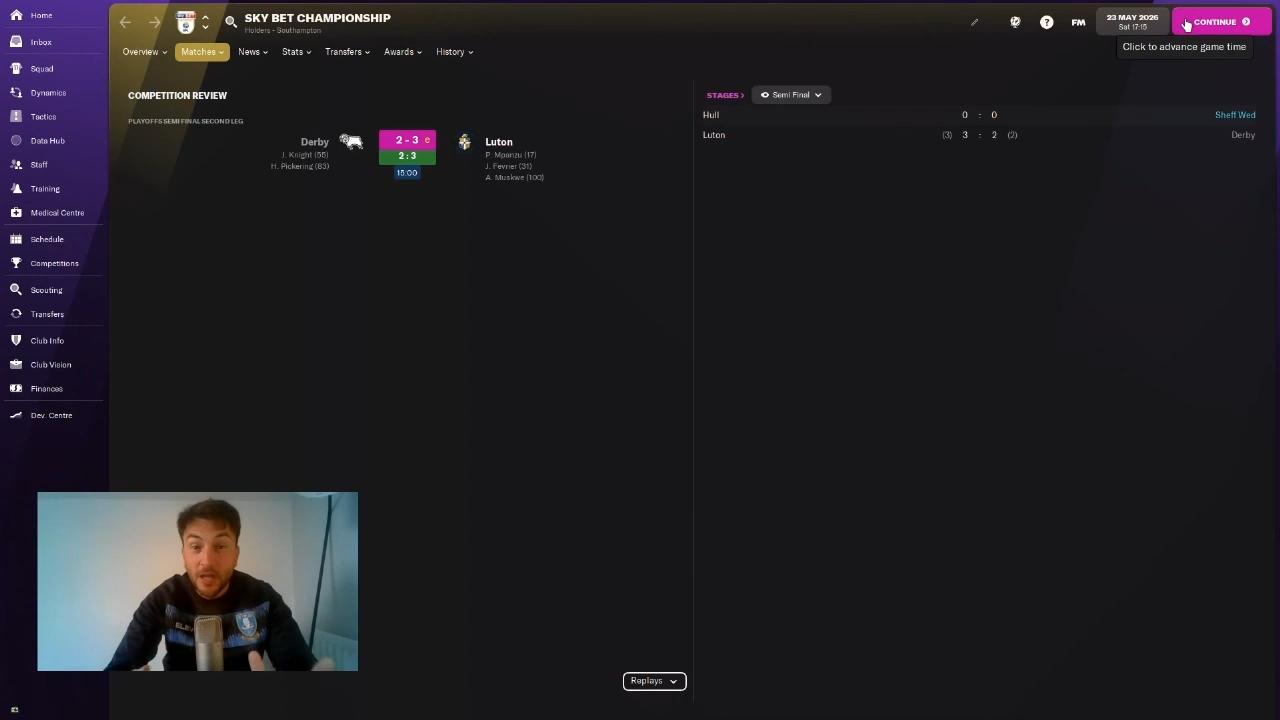 Home
Inbox
Squad
Dynamics
Tactics
Data Hub
Staff
Training
Medical Centre
Schedule
Competitions
Scouting
Transfers
Club Info
Club Vision
Finances
Dev. Centre
SKY BET CHAMPIONSHIP
Holders - Southampton
FM
23 MAY 2026
Sat 17:15
CONTINUE
Click to advance game time
Overview Matches News Stats Transfers Awards History
COMPETITION REVIEW
PLAYOFFS SEMI FINAL SECOND LEG
Derby 2 - 3 e Luton
J. Knight (55) 2 : 3 P. Mpanzu (17)
H. Pickering (83) 15:00 J. Fevrier (31)
A. Muskwe (100)
STAGES > Semi Final
Hull 0 : 0 Sheff Wed
Luton (3) 3 : 2 (2) Derby
Replays